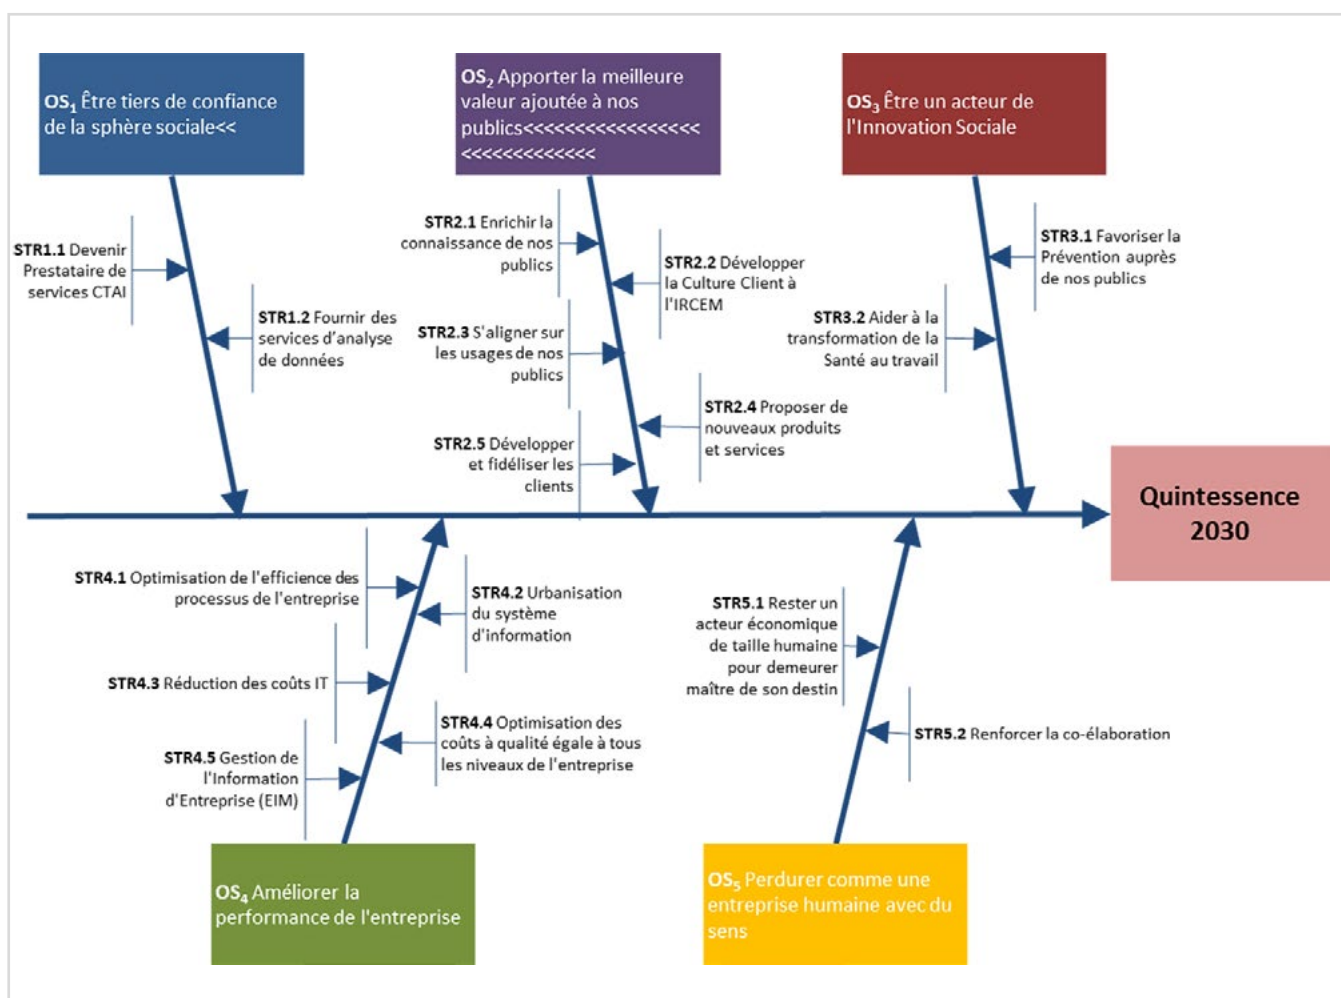 OS1 Être tiers de confiance
de la sphère sociale<<
OS2 Apporter la meilleure
valeur ajoutée à nos
publics<<<<<<<<<<<<<<<<<
<<<<<<<<<<<<<
OS3 Être un acteur de
l'Innovation Sociale
STR1.1 Devenir
Prestataire de
services CTAI
STR1.2 Fournir des
services d'analyse
de données
STR2.1 Enrichir la
connaissance de nos
publics
STR2.2 Développer
la Culture Client à
l'IRCEM
STR2.3 S'aligner sur
les usages de nos
publics
STR2.4 Proposer de
nouveaux produits
et services
STR2.5 Développer
et fidéliser les
clients
STR3.1 Favoriser la
Prévention auprès
de nos publics
STR3.2 Aider à la
transformation de la
Santé au travail
Quintessence
2030
STR4.1 Optimisation de l'efficience des
processus de l'entreprise
STR4.2 Urbanisation
du système
d'information
STR4.3 Réduction des coûts IT
STR4.4 Optimisation des
coûts à qualité égale à tous
les niveaux de l'entreprise
STR4.5 Gestion de
l'Information
d'Entreprise (EIM)
STR5.1 Rester un
acteur économique
de taille humaine
pour demeurer
maître de son destin
STR5.2 Renforcer la co-élaboration
OS4 Améliorer la
performance de l'entreprise
OS5 Perdurer comme une
entreprise humaine avec du
sens